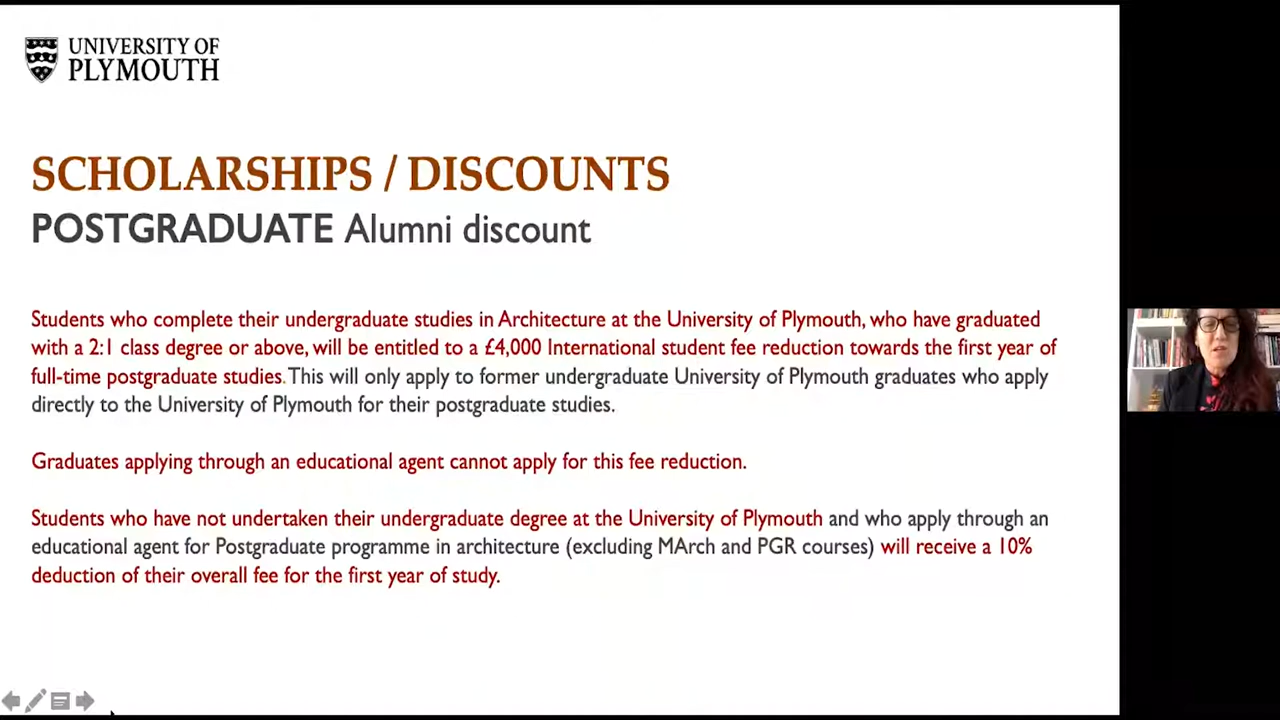 UNIVERSITY OF
PLYMOUTH
SCHOLARSHIPS / DISCOUNTS
POSTGRADUATE Alumni discount
Students who complete their undergraduate studies in Architecture at the University of Plymouth, who have graduated
with a 2:1 class degree or above, will be entitled to a £4,000 International student fee reduction towards the first year of
full-time postgraduate studies. This will only apply to former undergraduate University of Plymouth graduates who apply
directly to the University of Plymouth for their postgraduate studies.
Graduates applying through an educational agent cannot apply for this fee reduction.
Students who have not undertaken their undergraduate degree at the University of Plymouth and who apply through an
educational agent for Postgraduate programme in architecture (excluding MArch and PGR courses) will receive a 10%
deduction of their overall fee for the first year of study.